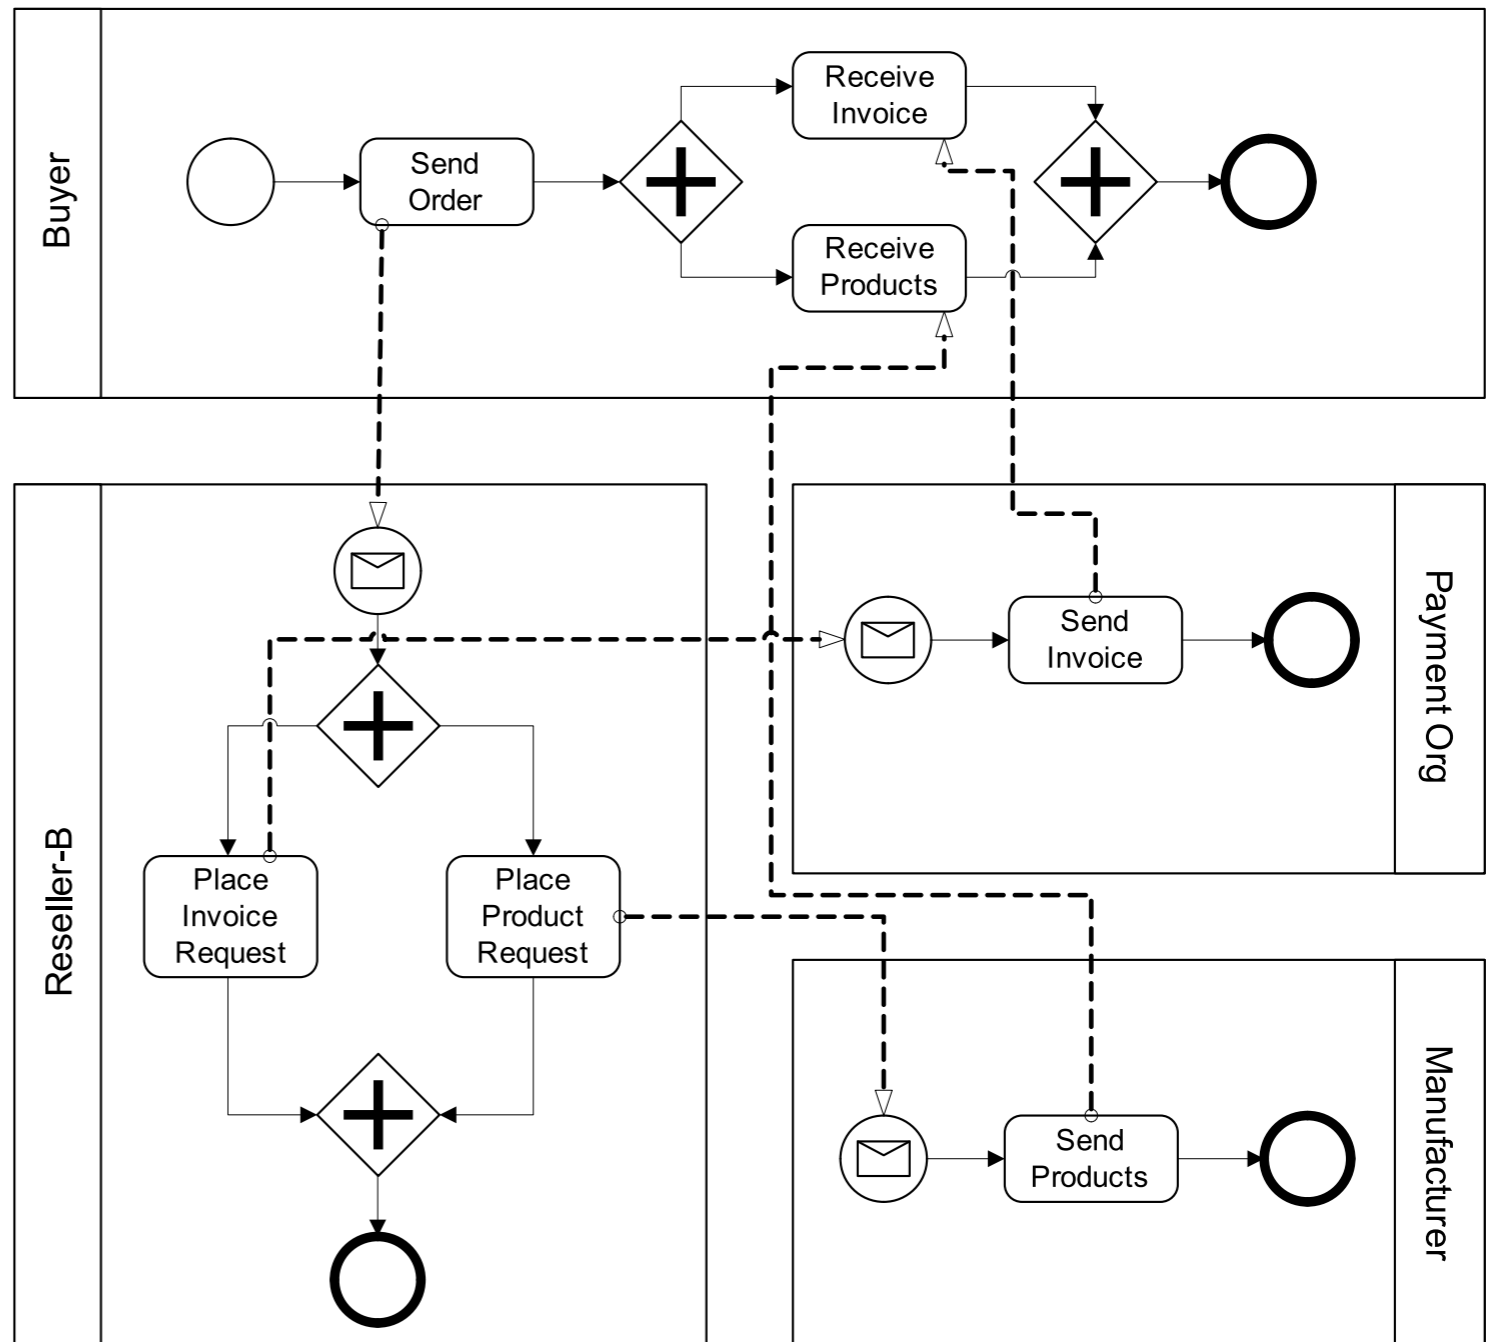 Buyer
Send
Order
Receive
Invoice
Receive
Products
Reseller-B
Place
Invoice
Request
Place
Product
Request
Payment Org
Send
Invoice
Manufacturer
Send
Products